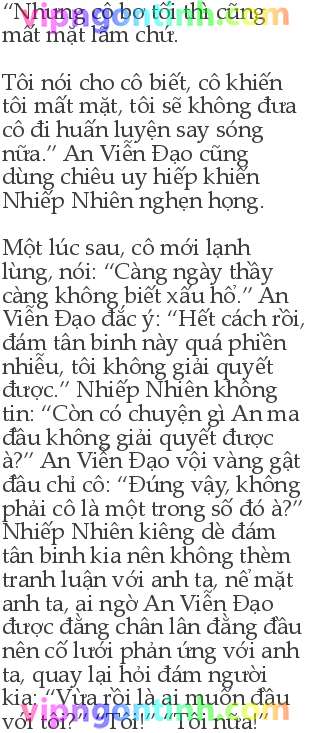 “Nhưng cô bơ tôi thì cũng
mất mặt lắm chứ.
Tôi nói cho cô biết, cô khiến
tôi mất mặt, tôi sẽ không đưa
cô đi huấn luyện say sóng
nữa.” An Viễn Đạo cũng
dùng chiêu uy hiếp khiến
Nhiếp Nhiên nghẹn họng.
Một lúc sau, cô mới lạnh
lùng, nói: “Càng ngày thầy
càng không biết xấu hổ.” An
Viễn Đạo đắc ý: “Hết cách rồi,
đám tân binh này quá phiền
nhiễu, tôi không giải quyết
được.” Nhiếp Nhiên không
tin: “Còn có chuyện gì An ma
đầu không giải quyết được
à?” An Viễn Đạo vội vàng gật
đầu chỉ cô: “Đúng vậy, không
phải cô là một trong số đó à?”
Nhiếp Nhiên kiêng dè đám
tân binh kia nên không thèm
tranh luận với anh ta, nể mặt
anh ta, ai ngờ An Viễn Đạo
được đằng chân lân đằng đầu
nên cố lưới phản ứng với anh
ta, quay lại hỏi đám người
kia: “Vừa rồi là ai muốn đầu
với tôi?” “Tôi!” “Tôi nữa!”
vipngontinh.com
vipngontinh.com